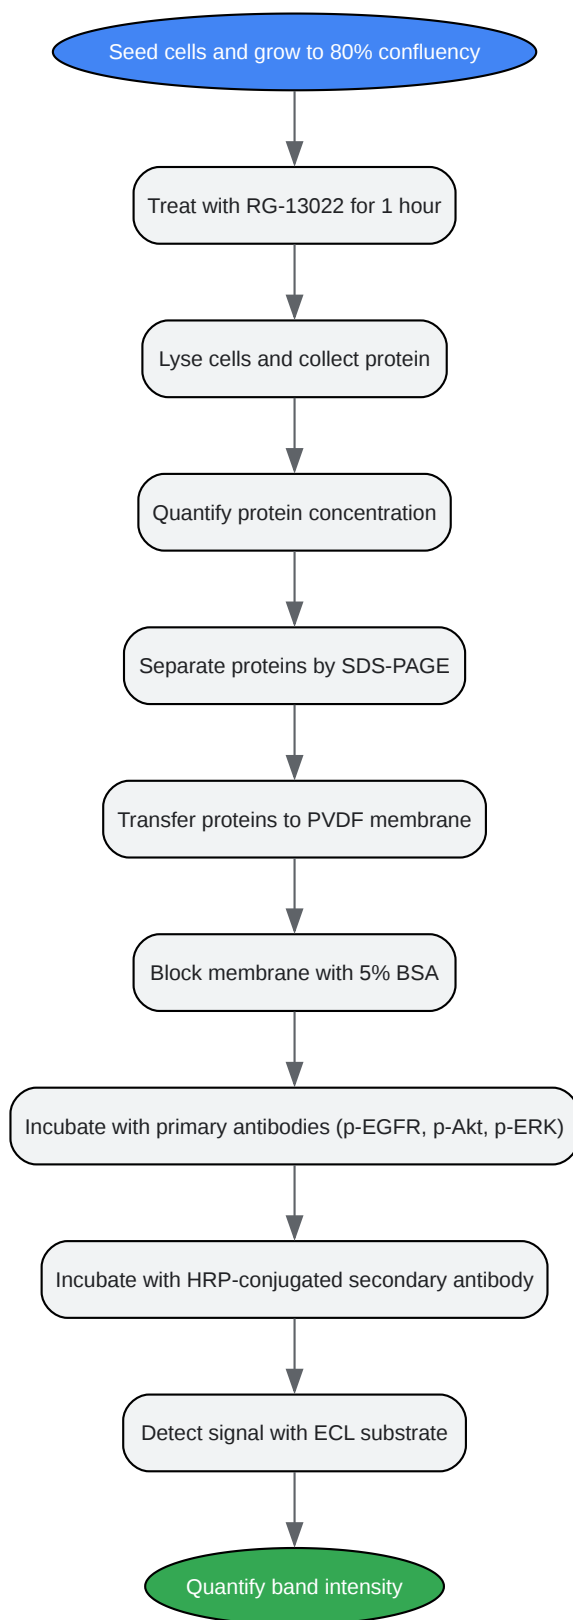 Seed cells and grow to 80% confluency
Treat with RG-13022 for 1 hour
Lyse cells and collect protein
Quantify protein concentration
Separate proteins by SDS-PAGE
Transfer proteins to PVDF membrane
Block membrane with 5% BSA
Incubate with primary antibodies (p-EGFR, p-Akt, p-ERK)
Incubate with HRP-conjugated secondary antibody
Detect signal with ECL substrate
Quantify band intensity